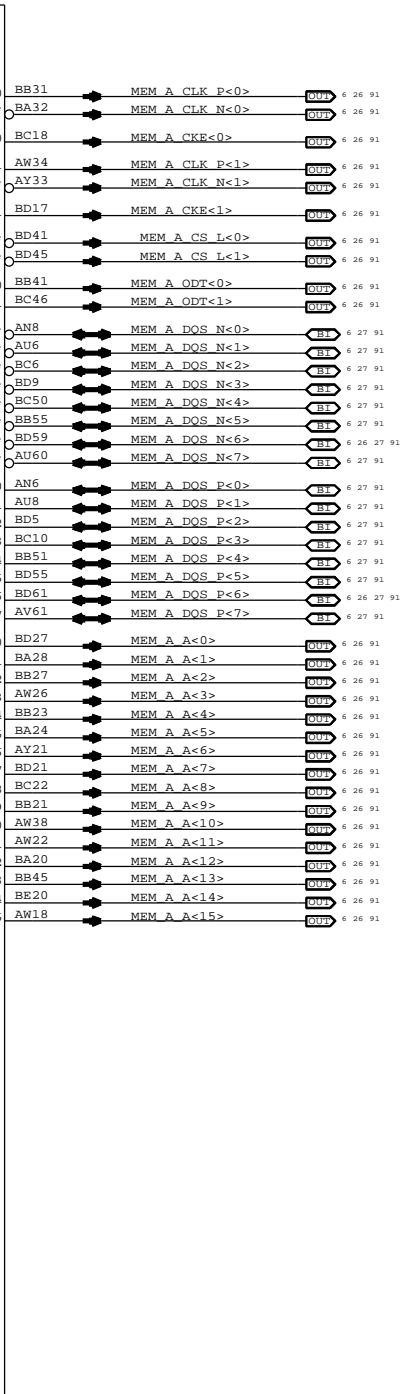 BB31 MEM_A_CLK_P<0> OUT 6 26 91
BA32 MEM_A_CLK_N<0> OUT 6 26 91
BC18 MEM_A_CKE<0> OUT 6 26 91
AW34 MEM_A_CLK_P<1> OUT 6 26 91
AY33 MEM_A_CLK_N<1> OUT 6 26 91
BD17 MEM_A_CKE<1> OUT 6 26 91
BD41 MEM_A_CS_L<0> OUT 6 26 91
BD45 MEM_A_CS_L<1> OUT 6 26 91
BB41 MEM_A_ODT<0> OUT 6 26 91
BC46 MEM_A_ODT<1> OUT 6 26 91
AN8 MEM_A_DQS_N<0> BI 6 27 91
AU6 MEM_A_DQS_N<1> BI 6 27 91
BC6 MEM_A_DQS_N<2> BI 6 27 91
BD9 MEM_A_DQS_N<3> BI 6 27 91
BC50 MEM_A_DQS_N<4> BI 6 27 91
BB55 MEM_A_DQS_N<5> BI 6 27 91
BD59 MEM_A_DQS_N<6> BI 6 26 27 91
AU60 MEM_A_DQS_N<7> BI 6 27 91
AN6 MEM_A_DQS_P<0> BI 6 27 91
AU8 MEM_A_DQS_P<1> BI 6 27 91
BD5 MEM_A_DQS_P<2> BI 6 27 91
BC10 MEM_A_DQS_P<3> BI 6 27 91
BB51 MEM_A_DQS_P<4> BI 6 27 91
BD55 MEM_A_DQS_P<5> BI 6 27 91
BD61 MEM_A_DQS_P<6> BI 6 26 27 91
AV61 MEM_A_DQS_P<7> BI 6 27 91
BD27 MEM_A_A<0> OUT 6 26 91
BA28 MEM_A_A<1> OUT 6 26 91
BB27 MEM_A_A<2> OUT 6 26 91
AW26 MEM_A_A<3> OUT 6 26 91
BB23 MEM_A_A<4> OUT 6 26 91
BA24 MEM_A_A<5> OUT 6 26 91
AY21 MEM_A_A<6> OUT 6 26 91
BD21 MEM_A_A<7> OUT 6 26 91
BC22 MEM_A_A<8> OUT 6 26 91
BB21 MEM_A_A<9> OUT 6 26 91
AW38 MEM_A_A<10> OUT 6 26 91
AW22 MEM_A_A<11> OUT 6 26 91
BA20 MEM_A_A<12> OUT 6 26 91
BB45 MEM_A_A<13> OUT 6 26 91
BE20 MEM_A_A<14> OUT 6 26 91
AW18 MEM_A_A<15> OUT 6 26 91